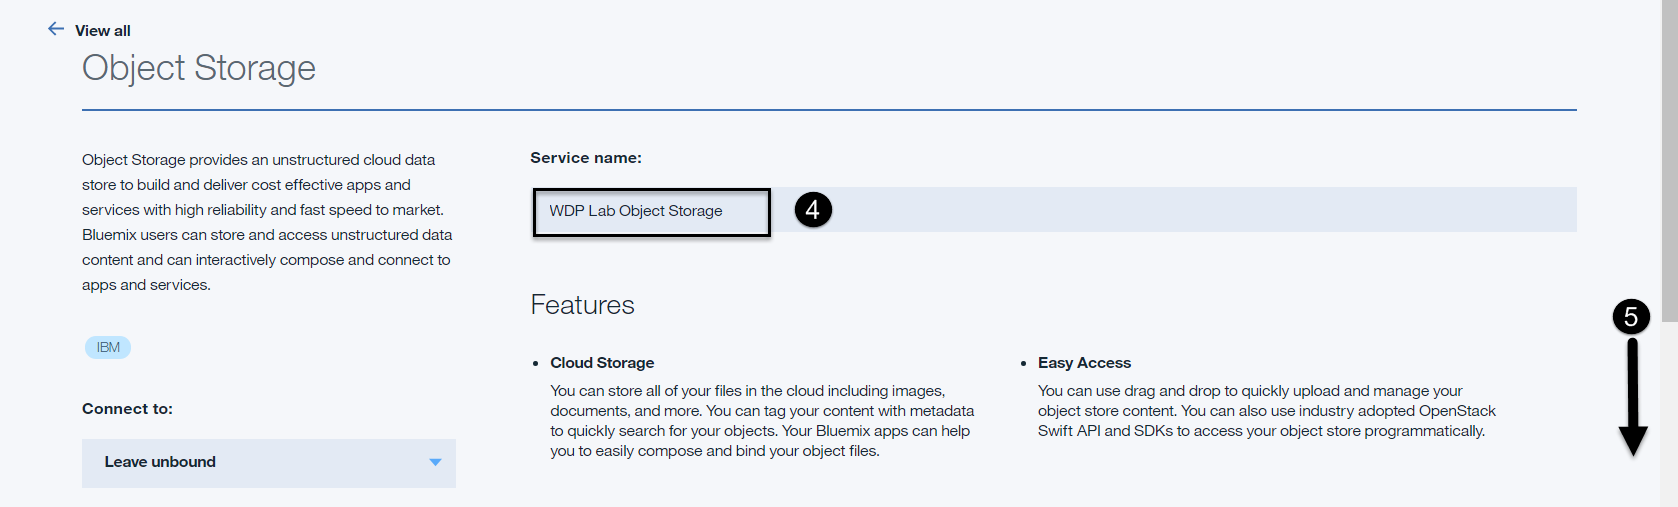 View all
Object Storage
Object Storage provides an unstructured cloud data
store to build and deliver cost effective apps and
services with high reliability and fast speed to market.
Bluemix users can store and access unstructured data
content and can interactively compose and connect to
apps and services.
IBM
Connect to:
Leave unbound
Service name:
WDP Lab Object Storage
4
Features
Cloud Storage
You can store all of your files in the cloud including images,
documents, and more. You can tag your content with metadata
to quickly search for your objects. Your Bluemix apps can help
you to easily compose and bind your object files.
Easy Access
You can use drag and drop to quickly upload and manage your
object store content. You can also use industry adopted OpenStack
Swift API and SDKs to access your object store programmatically.
5